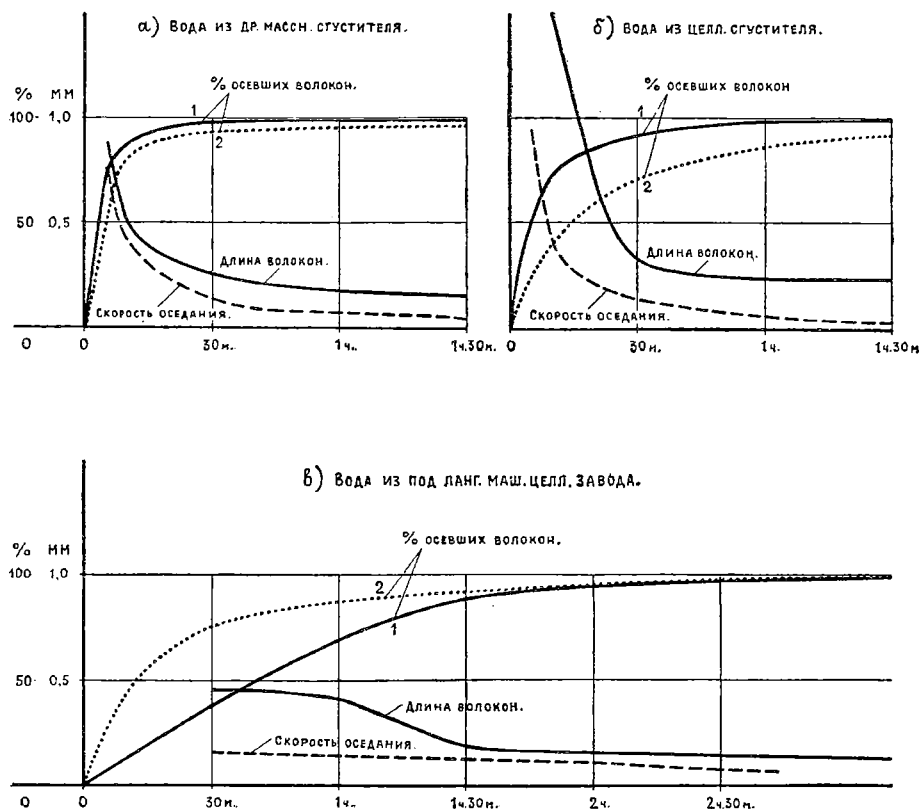 а) Вода из др. массн. сгустителя.
% осевших волокон.
% мм
1
100 1,0
2
50 0,5
Длина волокон.
Скорость оседания.
0 0 30 м. 1 ч. 1ч.30м.
б) Вода из целл. сгустителя.
% осевших волокон
1
2
Длина волокон.
Скорость оседания.
0 30м 1 ч. 1ч.30м
в) Вода из под ланг. маш. целл. завода.
% осевших волокон.
% мм
100 1,0
2
1
50 0,5
Длина волокон.
Скорость оседания.
0 0 30м. 1ч. 1ч.30м. 2ч. 2ч.30м.